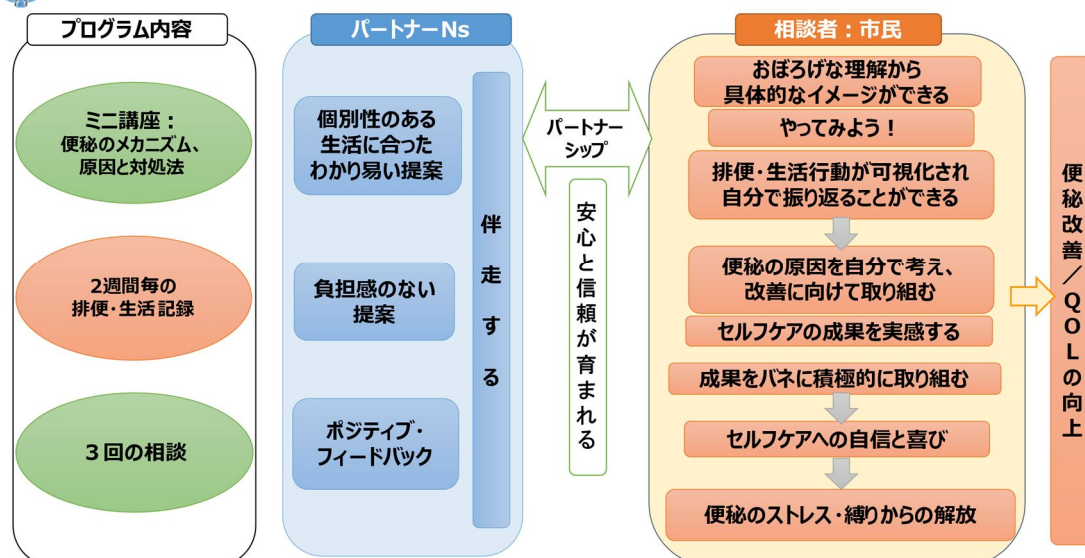 プログラム内容
ミニ講座：
便秘のメカニズム、
原因と対処法
2週間毎の
排便・生活記録
３回の相談
パートナーNs
個別性のある
生活に合った
わかり易い提案
負担感のない
提案
ポジティブ・
フィードバック
伴走する
パートナー
シップ
安心と信頼が育まれる
相談者：市民
おぼろげな理解から
具体的なイメージができる
やってみよう！
排便・生活行動が可視化され
自分で振り返ることができる
便秘の原因を自分で考え、
改善に向けて取り組む
セルフケアの成果を実感する
成果をバネに積極的に取り組む
セルフケアへの自信と喜び
便秘のストレス・縛りからの解放
便秘改善／QOLの向上